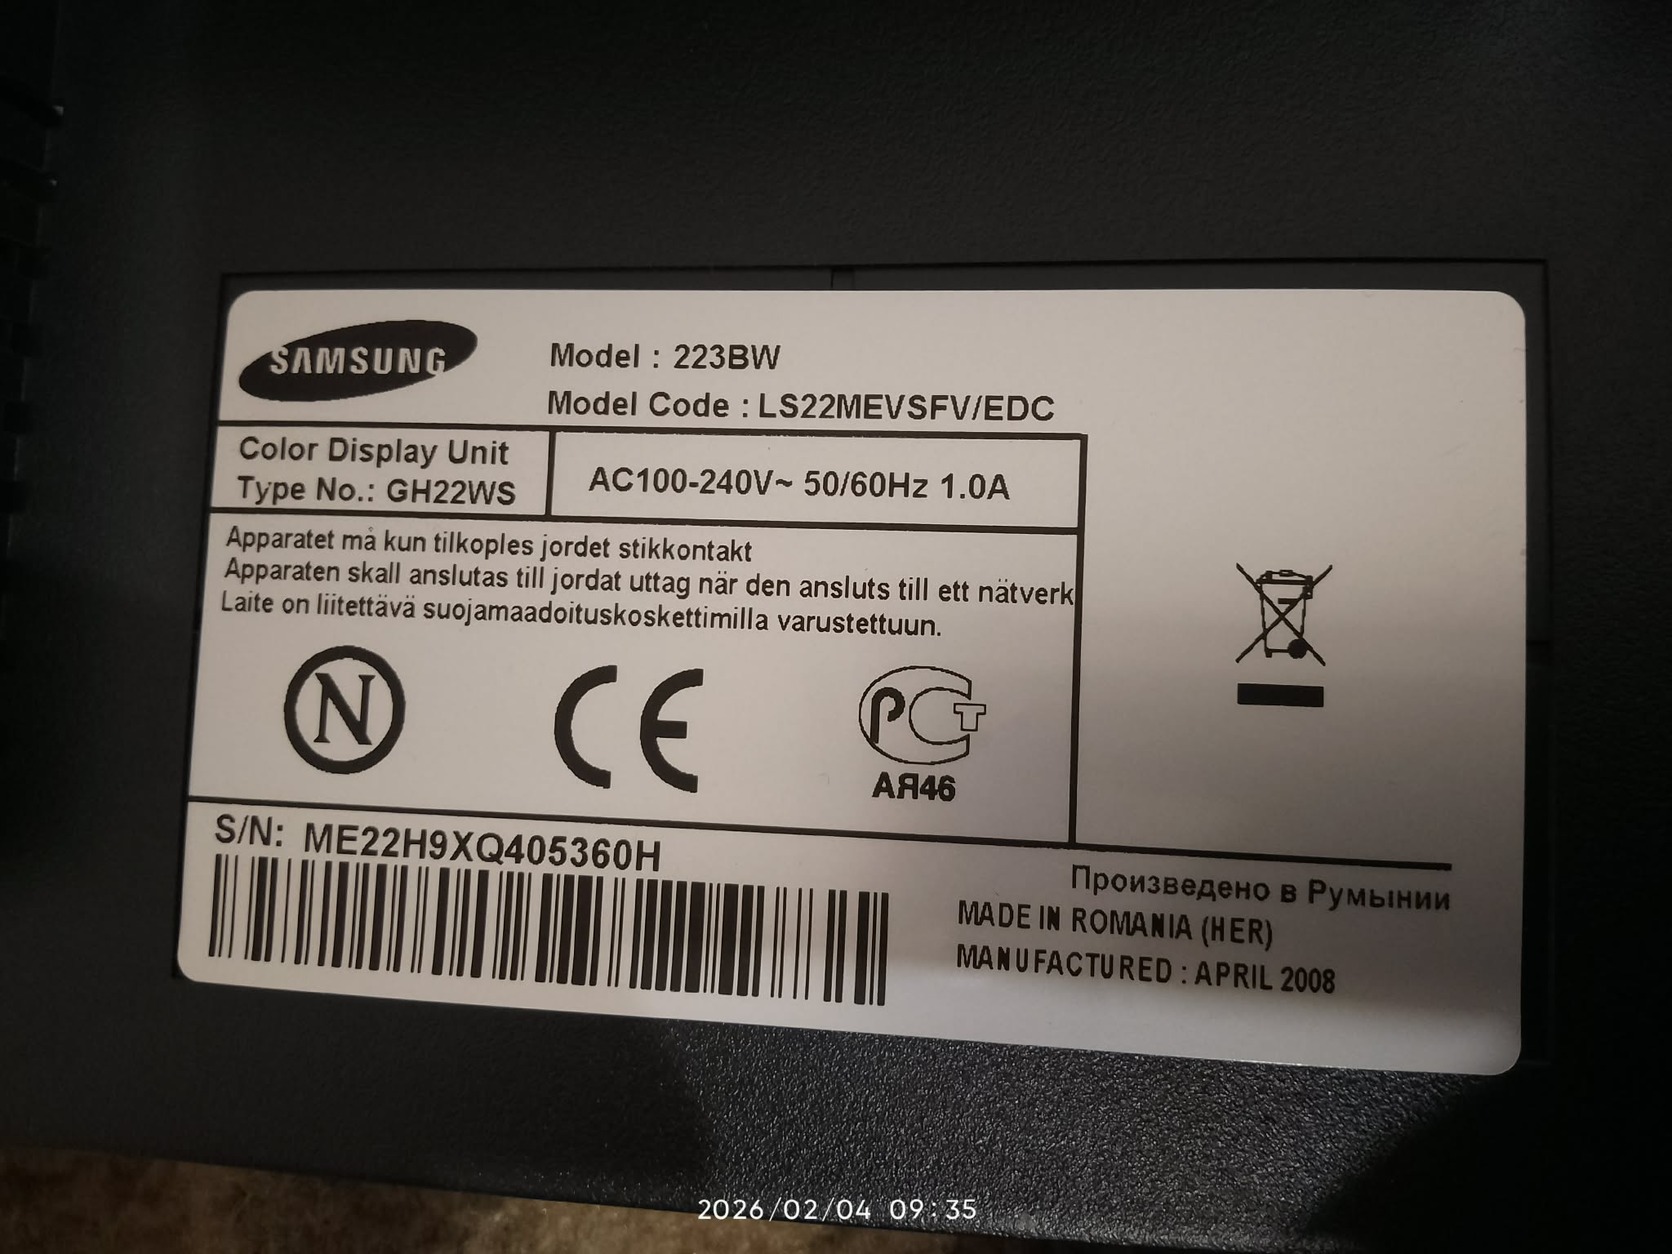 SAMSUNG
Model : 223BW
Model Code : LS22MEVSFV/EDC
Color Display Unit
Type No.: GH22WS
AC100-240V~ 50/60Hz 1.0A
Apparatet må kun tilkoples jordet stikkontakt
Apparaten skall anslutas till jordat uttag när den ansluts till ett nätverk
Laite on liitettävä suojamaadoituskoskettimilla varustettuun.
N
CE
РСТ
АЯ46
S/N: ME22H9XQ405360H
Произведено в Румынии
MADE IN ROMANIA (HER)
MANUFACTURED : APRIL 2008
2026/02/04 09:35